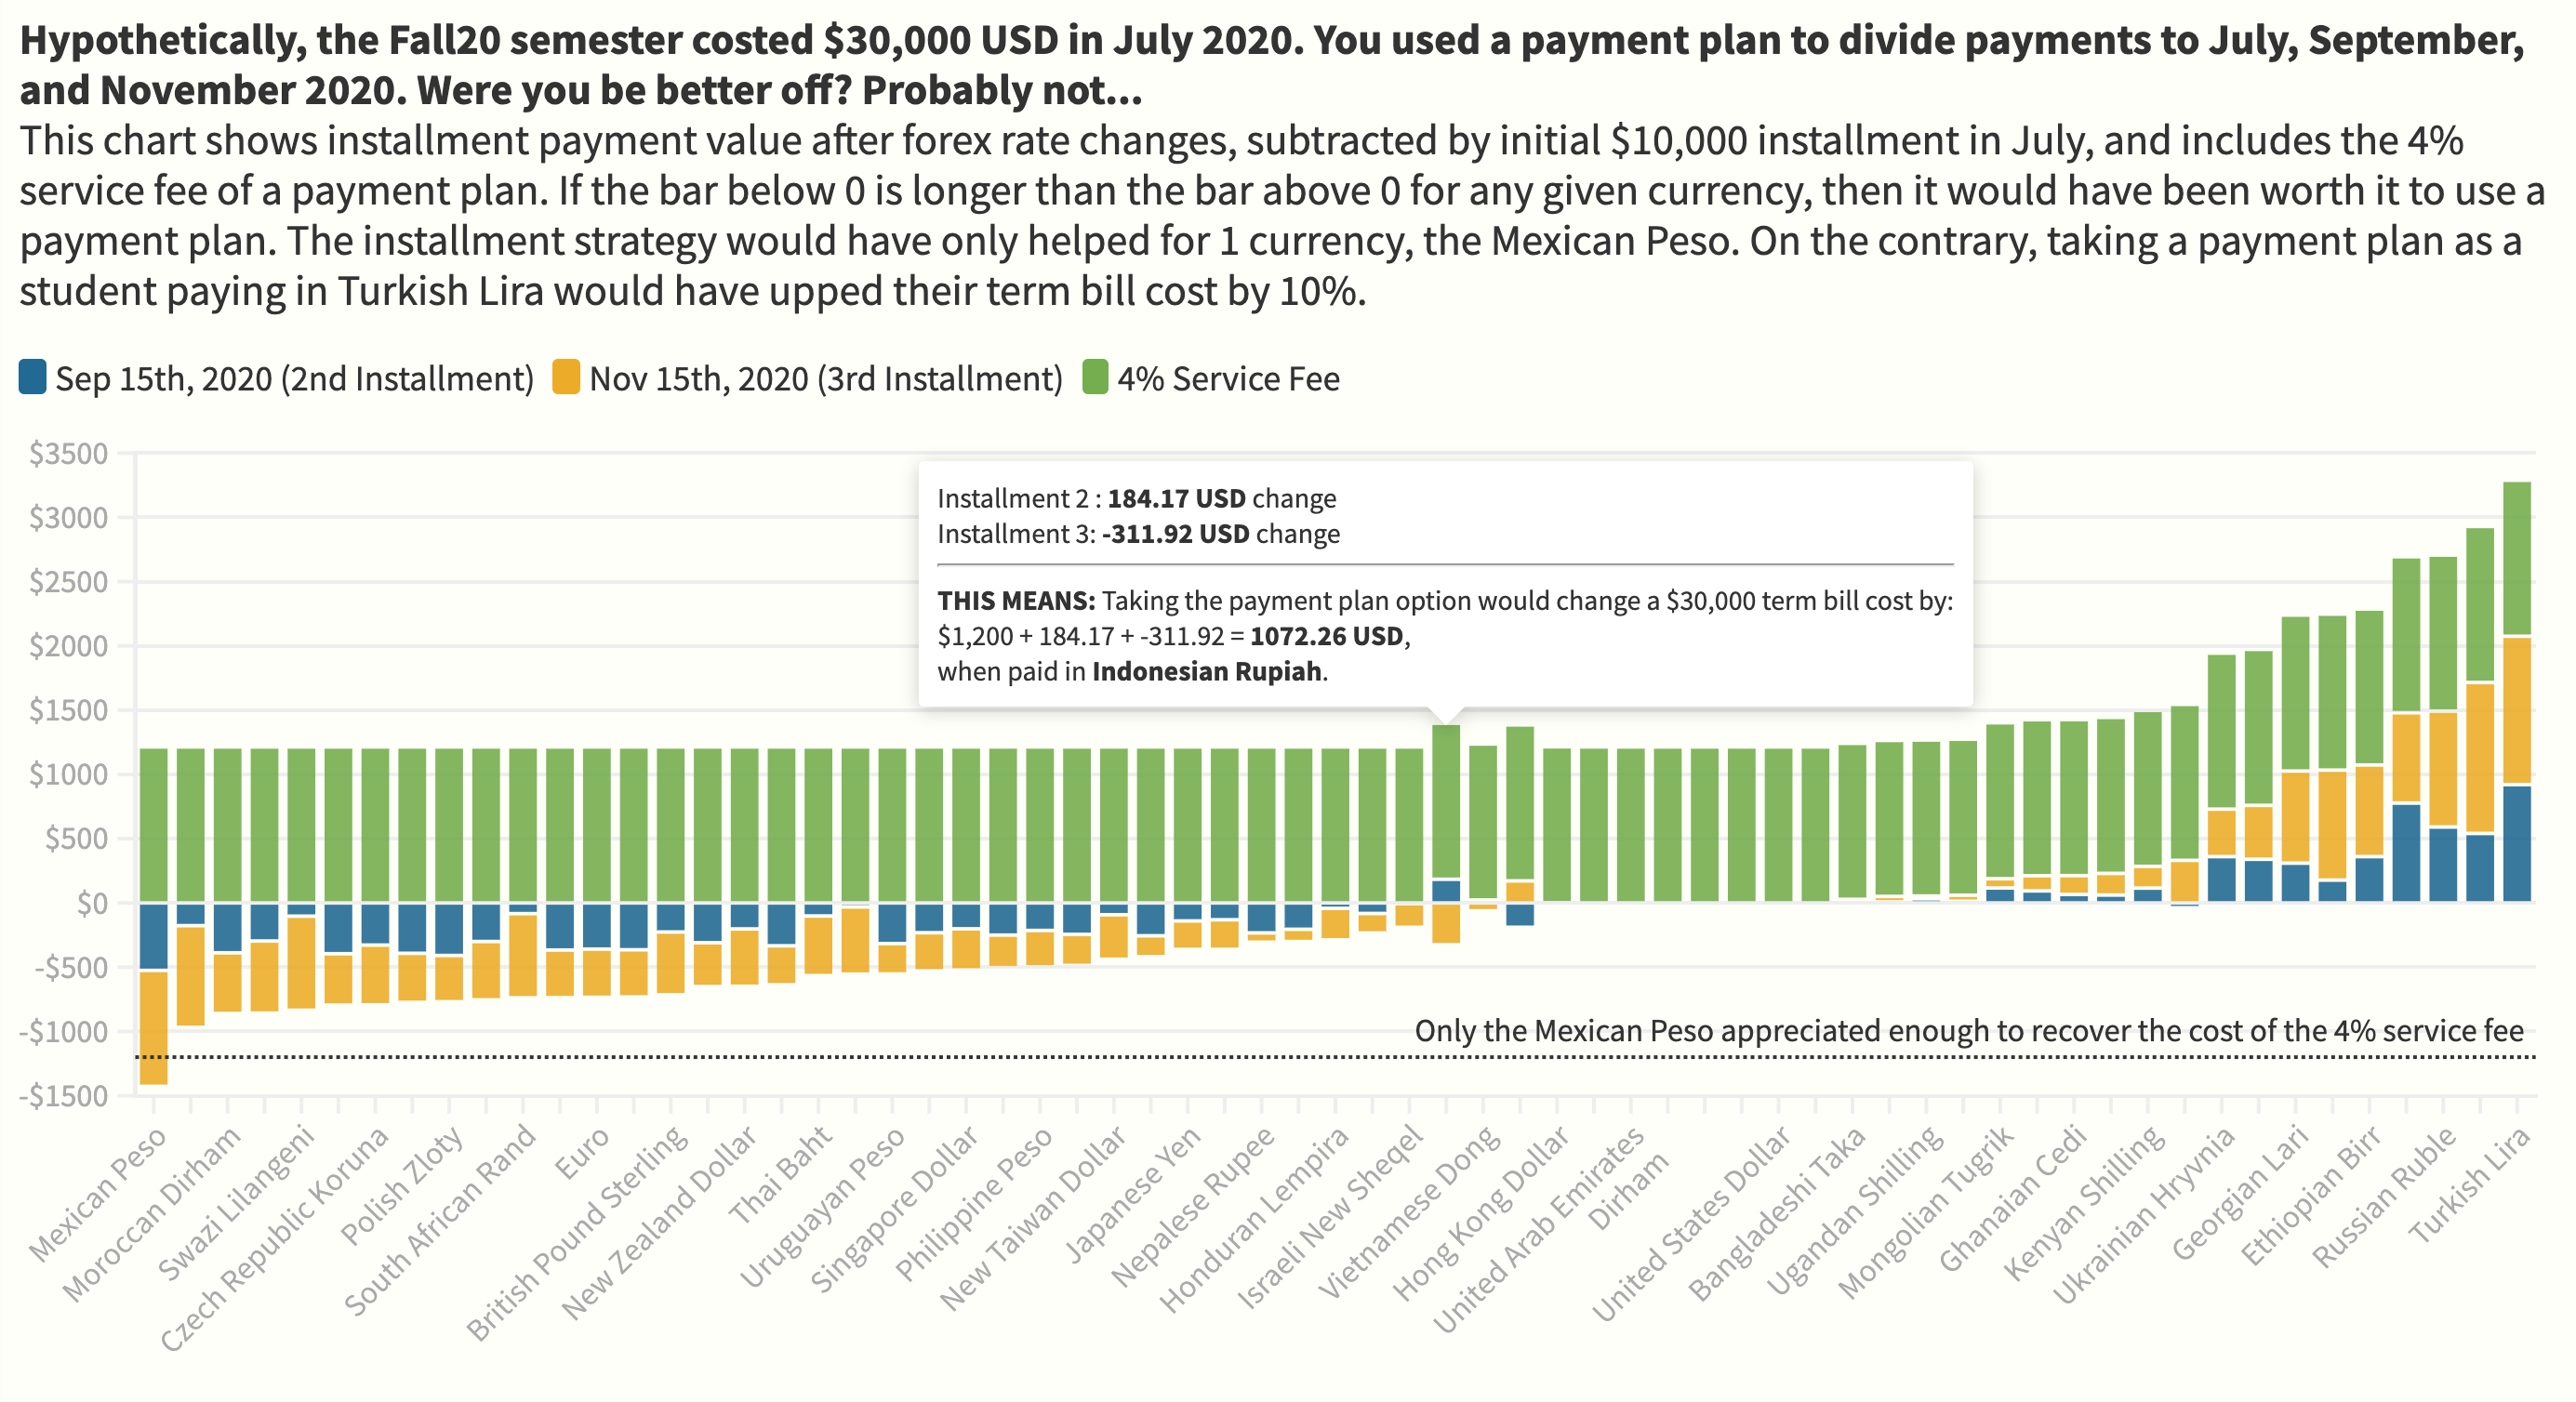 Hypothetically, the Fall20 semester costed $30,000 USD in July 2020. You used a payment plan to divide payments to July, September,
and November 2020. Were you be better off? Probably not...
This chart shows installment payment value after forex rate changes, subtracted by initial $10,000 installment in July, and includes the 4%
service fee of a payment plan. If the bar below 0 is longer than the bar above 0 for any given currency, then it would have been worth it to use a
payment plan. The installment strategy would have only helped for 1 currency, the Mexican Peso. On the contrary, taking a payment plan as a
student paying in Turkish Lira would have upped their term bill cost by 10%.
Sep 15th, 2020 (2nd Installment) Nov 15th, 2020 (3rd Installment) 4% Service Fee
$3500
$3000
$2500
$2000
$1500
$1000
$500
$0
-$500
-$1000
-$1500
Installment 2 : 184.17 USD change
Installment 3: -311.92 USD change
THIS MEANS: Taking the payment plan option would change a $30,000 term bill cost by:
$1,200 + 184.17 + -311.92 = 1072.26 USD,
when paid in Indonesian Rupiah.
Only the Mexican Peso appreciated enough to recover the cost of the 4% service fee
Mexican Peso
Moroccan Dirham
Swazi Lilangeni
Czech Republic Koruna
Polish Zloty
South African Rand
Euro
British Pound Sterling
New Zealand Dollar
Thai Baht
Uruguayan Peso
Singapore Dollar
Philippine Peso
New Taiwan Dollar
Japanese Yen
Nepalese Rupee
Honduran Lempira
Israeli New Sheqel
Vietnamese Dong
Hong Kong Dollar
United Arab Emirates
Dirham
United States Dollar
Bangladeshi Taka
Ugandan Shilling
Mongolian Tugrik
Ghanaian Cedi
Kenyan Shilling
Ukrainian Hryvnia
Georgian Lari
Ethiopian Birr
Russian Ruble
Turkish Lira